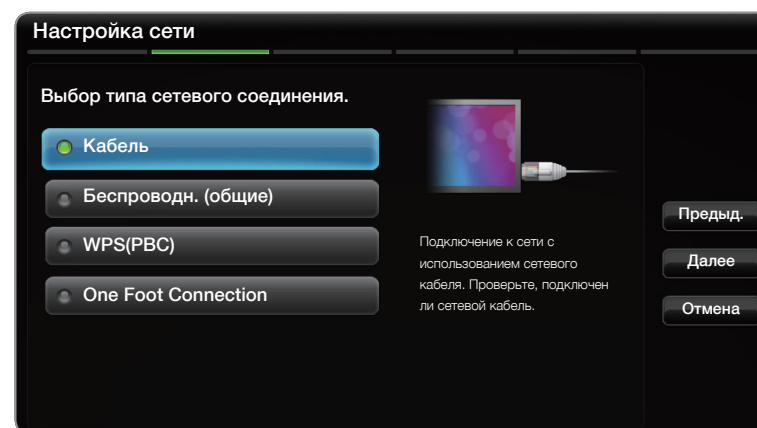 Настройка сети
Выбор типа сетевого соединения.
Кабель
Беспроводн. (общие)
WPS(PBC)
One Foot Connection
Подключение к сети с
использованием сетевого
кабеля. Проверьте, подключен
ли сетевой кабель.
Предыд.
Далее
Отмена